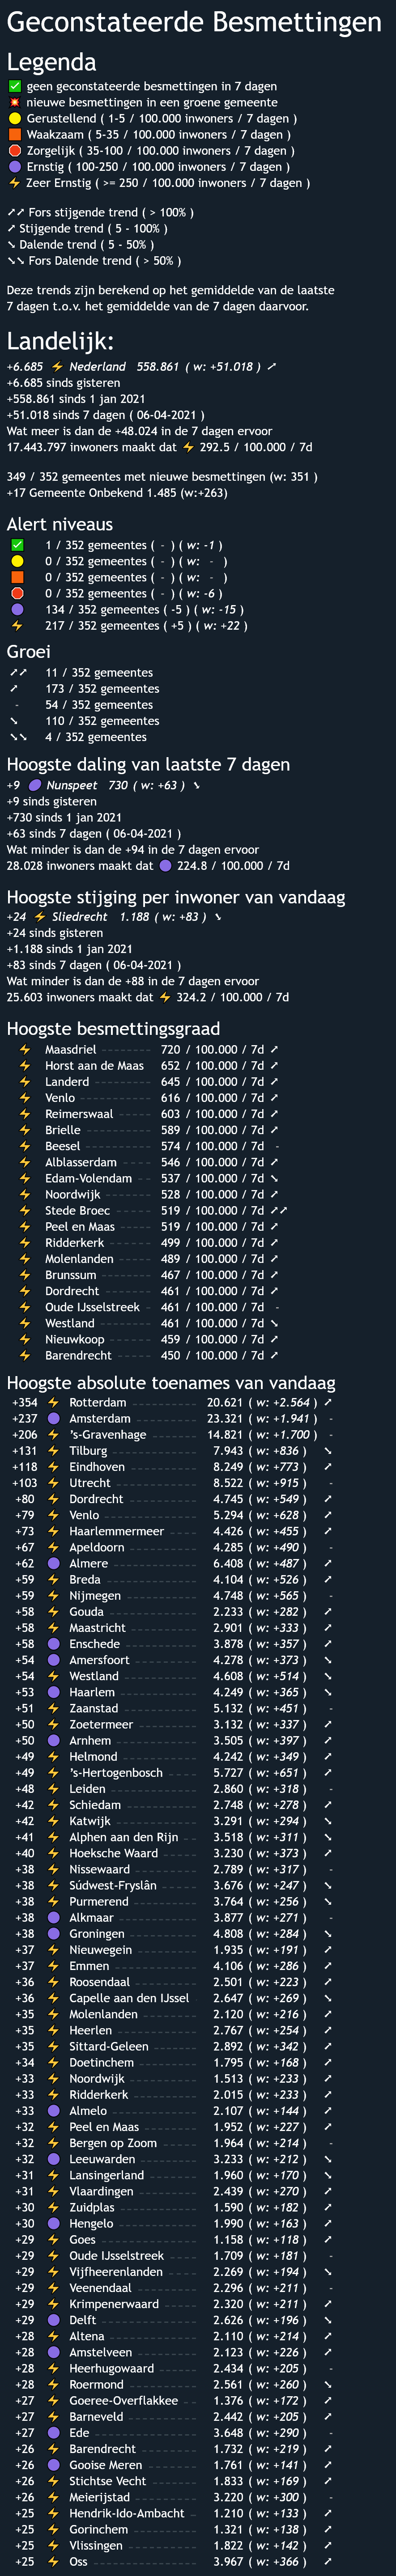 Geconstateerde Besmettingen
Legenda
geen geconstateerde besmettingen in 7 dagen
nieuwe besmettingen in een groene gemeente
Gerustellend ( 1-5 / 100.000 inwoners / 7 dagen )
Waakzaam ( 5-35 / 100.000 inwoners / 7 dagen )
Zorgelijk ( 35-100 / 100.000 inwoners / 7 dagen )
Ernstig ( 100-250 / 100.000 inwoners / 7 dagen )
⚡ Zeer Ernstig ( >= 250 / 100.000 inwoners / 7 dagen )
⤤⤤ Fors stijgende trend ( > 100% )
⤤ Stijgende trend ( 5 - 100% )
⤥ Dalende trend ( 5 - 50% )
⤥⤥ Fors Dalende trend ( > 50% )
Deze trends zijn berekend op het gemiddelde van de laatste
7 dagen t.o.v. het gemiddelde van de 7 dagen daarvoor.
Landelijk:
+6.685 ⚡ Nederland 558.861 ( w: +51.018 ) ⤤
+6.685 sinds gisteren
+558.861 sinds 1 jan 2021
+51.018 sinds 7 dagen ( 06-04-2021 )
Wat meer is dan de +48.024 in de 7 dagen ervoor
17.443.797 inwoners maakt dat ⚡ 292.5 / 100.000 / 7d
349 / 352 gemeentes met nieuwe besmettingen (w: 351 )
+17 Gemeente Onbekend 1.485 (w:+263)
Alert niveaus
1 / 352 gemeentes ( - ) ( w: -1 )
0 / 352 gemeentes ( - ) ( w: - )
0 / 352 gemeentes ( - ) ( w: - )
0 / 352 gemeentes ( - ) ( w: -6 )
134 / 352 gemeentes ( -5 ) ( w: -15 )
⚡ 217 / 352 gemeentes ( +5 ) ( w: +22 )
Groei
⤤⤤ 11 / 352 gemeentes
⤤ 173 / 352 gemeentes
- 54 / 352 gemeentes
⤥ 110 / 352 gemeentes
⤥⤥ 4 / 352 gemeentes
Hoogste daling van laatste 7 dagen
+9 Nunspeet 730 ( w: +63 ) ⤥
+9 sinds gisteren
+730 sinds 1 jan 2021
+63 sinds 7 dagen ( 06-04-2021 )
Wat minder is dan de +94 in de 7 dagen ervoor
28.028 inwoners maakt dat 224.8 / 100.000 / 7d
Hoogste stijging per inwoner van vandaag
+24 ⚡ Sliedrecht 1.188 ( w: +83 ) ⤥
+24 sinds gisteren
+1.188 sinds 1 jan 2021
+83 sinds 7 dagen ( 06-04-2021 )
Wat minder is dan de +88 in de 7 dagen ervoor
25.603 inwoners maakt dat ⚡ 324.2 / 100.000 / 7d
Hoogste besmettingsgraad
⚡ Maasdriel 720 / 100.000 / 7d ⤤
⚡ Horst aan de Maas 652 / 100.000 / 7d ⤤
⚡ Landerd 645 / 100.000 / 7d ⤤
⚡ Venlo 616 / 100.000 / 7d ⤤
⚡ Reimerswaal 603 / 100.000 / 7d ⤤
⚡ Brielle 589 / 100.000 / 7d ⤤
⚡ Beesel 574 / 100.000 / 7d -
⚡ Alblasserdam 546 / 100.000 / 7d ⤤
⚡ Edam-Volendam 537 / 100.000 / 7d ⤥
⚡ Noordwijk 528 / 100.000 / 7d ⤤
⚡ Stede Broec 519 / 100.000 / 7d ⤤⤤
⚡ Peel en Maas 519 / 100.000 / 7d ⤤
⚡ Ridderkerk 499 / 100.000 / 7d ⤤
⚡ Molenlanden 489 / 100.000 / 7d ⤤
⚡ Brunssum 467 / 100.000 / 7d ⤤
⚡ Dordrecht 461 / 100.000 / 7d ⤤
⚡ Oude IJsselstreek 461 / 100.000 / 7d -
⚡ Westland 461 / 100.000 / 7d ⤥
⚡ Nieuwkoop 459 / 100.000 / 7d ⤤
⚡ Barendrecht 450 / 100.000 / 7d ⤤
Hoogste absolute toenames van vandaag
+354 ⚡ Rotterdam 20.621 ( w: +2.564 ) ⤤
+237 Amsterdam 23.321 ( w: +1.941 ) -
+206 ⚡ 's-Gravenhage 14.821 ( w: +1.700 ) -
+131 ⚡ Tilburg 7.943 ( w: +836 ) ⤥
+118 ⚡ Eindhoven 8.249 ( w: +773 ) ⤤
+103 ⚡ Utrecht 8.522 ( w: +915 ) -
+80 ⚡ Dordrecht 4.745 ( w: +549 ) ⤤
+79 ⚡ Venlo 5.294 ( w: +628 ) ⤤
+73 ⚡ Haarlemmermeer 4.426 ( w: +455 ) ⤤
+67 ⚡ Apeldoorn 4.285 ( w: +490 ) -
+62 Almere 6.408 ( w: +487 ) ⤤
+59 ⚡ Breda 4.104 ( w: +526 ) ⤤
+59 ⚡ Nijmegen 4.748 ( w: +565 ) -
+58 ⚡ Gouda 2.233 ( w: +282 ) ⤤
+58 ⚡ Maastricht 2.901 ( w: +333 ) ⤤
+58 Enschede 3.878 ( w: +357 ) ⤤
+54 Amersfoort 4.278 ( w: +373 ) ⤥
+54 ⚡ Westland 4.608 ( w: +514 ) ⤥
+53 Haarlem 4.249 ( w: +365 ) ⤥
+51 ⚡ Zaanstad 5.132 ( w: +451 ) -
+50 ⚡ Zoetermeer 3.132 ( w: +337 ) ⤤
+50 Arnhem 3.505 ( w: +397 ) ⤤
+49 ⚡ Helmond 4.242 ( w: +349 ) ⤤
+49 ⚡ 's-Hertogenbosch 5.727 ( w: +651 ) ⤤
+48 ⚡ Leiden 2.860 ( w: +318 ) -
+42 ⚡ Schiedam 2.748 ( w: +278 ) ⤤
+42 ⚡ Katwijk 3.291 ( w: +294 ) ⤥
+41 ⚡ Alphen aan den Rijn 3.518 ( w: +311 ) ⤥
+40 ⚡ Hoeksche Waard 3.230 ( w: +373 ) ⤤
+38 ⚡ Nissewaard 2.789 ( w: +317 ) -
+38 ⚡ Súdwest-Fryslân 3.676 ( w: +247 ) ⤥
+38 ⚡ Purmerend 3.764 ( w: +256 ) ⤥
+38 Alkmaar 3.877 ( w: +271 ) -
+38 Groningen 4.808 ( w: +284 ) ⤥
+37 ⚡ Nieuwegein 1.935 ( w: +191 ) ⤤
+37 ⚡ Emmen 4.106 ( w: +286 ) ⤤
+36 ⚡ Roosendaal 2.501 ( w: +223 ) ⤤
+36 ⚡ Capelle aan den IJssel 2.647 ( w: +269 ) ⤥
+35 ⚡ Molenlanden 2.120 ( w: +216 ) ⤤
+35 ⚡ Heerlen 2.767 ( w: +254 ) ⤤
+35 ⚡ Sittard-Geleen 2.892 ( w: +342 ) ⤤
+34 ⚡ Doetinchem 1.795 ( w: +168 ) ⤤
+33 ⚡ Noordwijk 1.513 ( w: +233 ) ⤤
+33 ⚡ Ridderkerk 2.015 ( w: +233 ) ⤤
+33 Almelo 2.107 ( w: +144 ) ⤤
+32 ⚡ Peel en Maas 1.952 ( w: +227 ) ⤤
+32 ⚡ Bergen op Zoom 1.964 ( w: +214 ) -
+32 Leeuwarden 3.233 ( w: +212 ) ⤥
+31 ⚡ Lansingerland 1.960 ( w: +170 ) ⤥
+31 ⚡ Vlaardingen 2.439 ( w: +270 ) ⤤
+30 ⚡ Zuidplas 1.590 ( w: +182 ) ⤤
+30 Hengelo 1.990 ( w: +163 ) ⤤
+29 ⚡ Goes 1.158 ( w: +118 ) ⤤
+29 ⚡ Oude IJsselstreek 1.709 ( w: +181 ) -
+29 ⚡ Vijfheerenlanden 2.269 ( w: +194 ) ⤥
+29 ⚡ Veenendaal 2.296 ( w: +211 ) -
+29 ⚡ Krimpenerwaard 2.320 ( w: +211 ) ⤤
+29 Delft 2.626 ( w: +196 ) ⤥
+28 ⚡ Altena 2.110 ( w: +214 ) ⤤
+28 Amstelveen 2.123 ( w: +226 ) ⤤
+28 ⚡ Heerhugowaard 2.434 ( w: +205 ) -
+28 ⚡ Roermond 2.561 ( w: +260 ) ⤥
+27 ⚡ Goeree-Overflakkee 1.376 ( w: +172 ) ⤤
+27 ⚡ Barneveld 2.442 ( w: +205 ) ⤤
+27 Ede 3.648 ( w: +290 ) -
+26 ⚡ Barendrecht 1.732 ( w: +219 ) ⤤
+26 Gooise Meren 1.761 ( w: +141 ) ⤤
+26 ⚡ Stichtse Vecht 1.833 ( w: +169 ) ⤤
+26 ⚡ Meierijstad 3.220 ( w: +300 ) -
+25 ⚡ Hendrik-Ido-Ambacht 1.210 ( w: +133 ) ⤤
+25 ⚡ Gorinchem 1.321 ( w: +138 ) ⤤
+25 ⚡ Vlissingen 1.822 ( w: +142 ) ⤤
+25 ⚡ Oss 3.967 ( w: +366 ) ⤤